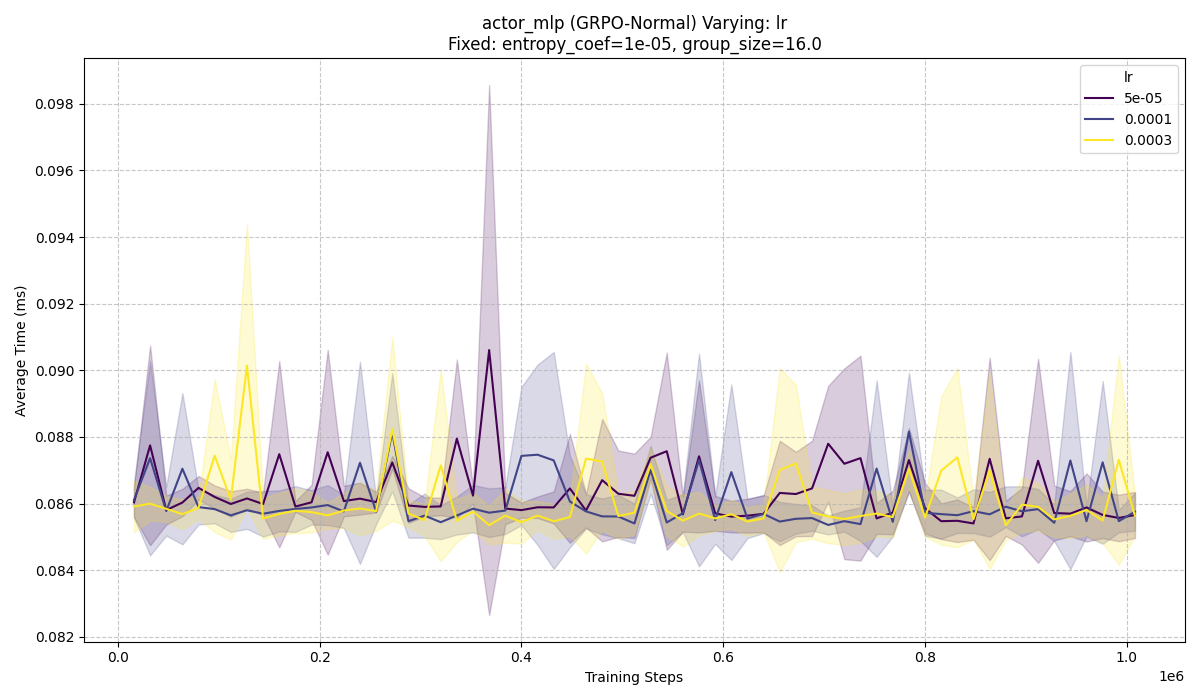 actor_mlp (GRPO-Normal) Varying: lr
Fixed: entropy_coef=1e-05, group_size=16.0
lr
5e-05
0.0001
0.0003
Average Time (ms)
0.098
0.096
0.094
0.092
0.090
0.088
0.086
0.084
0.082
0.0
0.2
0.4
0.6
0.8
1.0
1e6
Training Steps